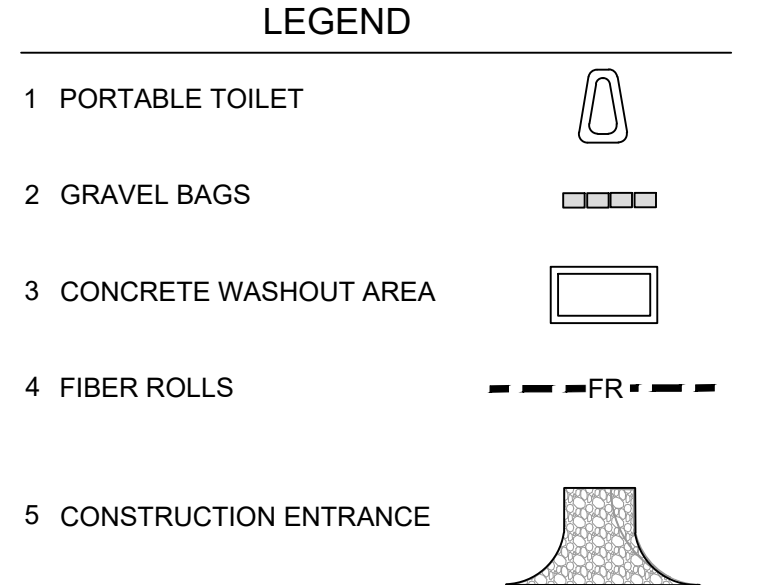 LEGEND
1 PORTABLE TOILET
2 GRAVEL BAGS
3 CONCRETE WASHOUT AREA
4 FIBER ROLLS FR
5 CONSTRUCTION ENTRANCE